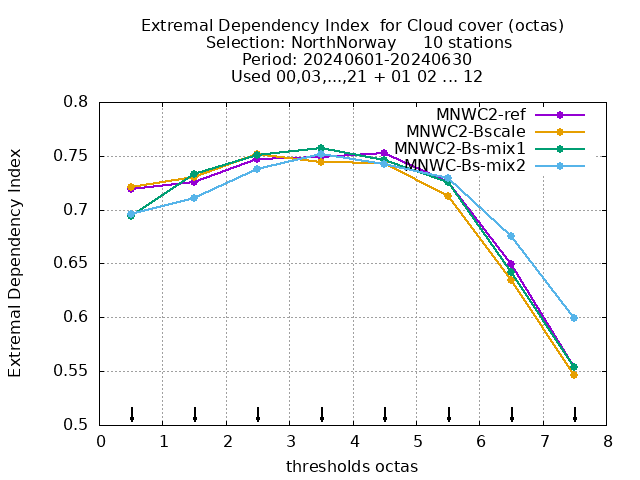 Extremal Dependency Index  for Cloud cover (octas)
Selection: NorthNorway     10 stations
Period: 20240601-20240630
Used 00,03,...,21 + 01 02 ... 12
MNWC2-ref
MNWC2-Bscale
MNWC2-Bs-mix1
MNWC-Bs-mix2
Extremal Dependency Index
0.8
0.75
0.7
0.65
0.6
0.55
0.5
0 1 2 3 4 5 6 7 8
thresholds octas